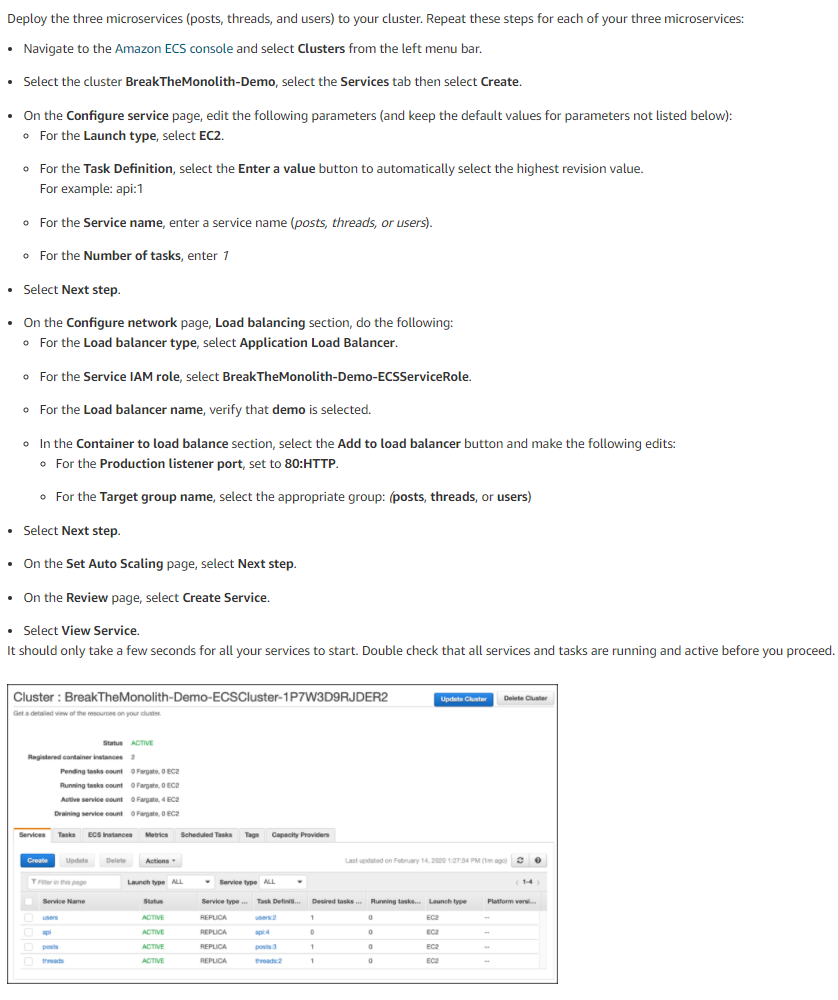 Deploy the three microservices (posts, threads, and users) to your cluster. Repeat these steps for each of your three microservices:
• Navigate to the Amazon ECS console and select Clusters from the left menu bar.
• Select the cluster BreakTheMonolith-Demo, select the Services tab then select Create.
• On the Configure service page, edit the following parameters (and keep the default values for parameters not listed below):
◦ For the Launch type, select EC2.
◦ For the Task Definition, select the Enter a value button to automatically select the highest revision value.
For example: api:1
◦ For the Service name, enter a service name (posts, threads, or users).
◦ For the Number of tasks, enter 1
• Select Next step.
• On the Configure network page, Load balancing section, do the following:
◦ For the Load balancer type, select Application Load Balancer.
◦ For the Service IAM role, select BreakTheMonolith-Demo-ECSServiceRole.
◦ For the Load balancer name, verify that demo is selected.
◦ In the Container to load balance section, select the Add to load balancer button and make the following edits:
◦ For the Production listener port, set to 80:HTTP.
◦ For the Target group name, select the appropriate group: (posts, threads, or users)
• Select Next step.
• On the Set Auto Scaling page, select Next step.
• On the Review page, select Create Service.
• Select View Service.
It should only take a few seconds for all your services to start. Double check that all services and tasks are running and active before you proceed.
Cluster : BreakTheMonolith-Demo-ECSCluster-1P7W3D9RJDER2 Update Cluster Delete Cluster
Get a detailed view of the resources on your cluster.
Status ACTIVE
Registered container instances 2
Pending tasks count 0 Fargate, 0 EC2
Running tasks count 0 Fargate, 0 EC2
Active service count 0 Fargate, 4 EC2
Draining service count 0 Fargate, 0 EC2
Services Tasks ECS Instances Metrics Scheduled Tasks Tags Capacity Providers
Create Update Delete Actions Last updated on February 14, 2020 1:27:34 PM (1m ago)
Filter in this page Launch type ALL Service type ALL 1-4
Service Name Status Service type ... Task Definiti... Desired tasks ... Running tasks... Launch type Platform versi...
users ACTIVE REPLICA users:2 1 0 EC2 --
api ACTIVE REPLICA api:4 0 0 EC2 --
posts ACTIVE REPLICA posts:3 1 0 EC2 --
threads ACTIVE REPLICA threads:2 1 0 EC2 --